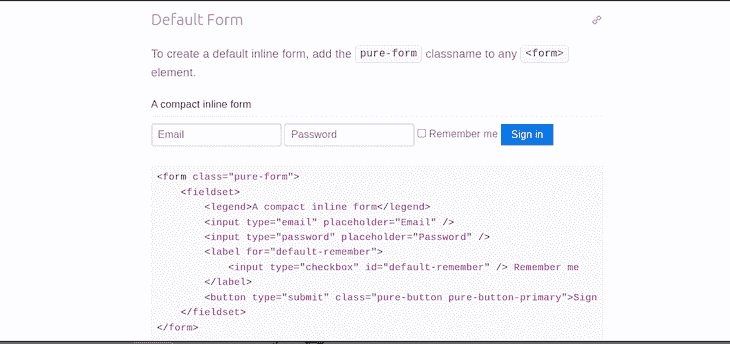 Default Form
To create a default inline form, add the pure-form classname to any <form>
element.
A compact inline form
Email Password Remember me Sign in
<form class="pure-form">
    <fieldset>
        <legend>A compact inline form</legend>
        <input type="email" placeholder="Email" />
        <input type="password" placeholder="Password" />
        <label for="default-remember">
            <input type="checkbox" id="default-remember" /> Remember me
        </label>
        <button type="submit" class="pure-button pure-button-primary">Sign
    </fieldset>
</form>